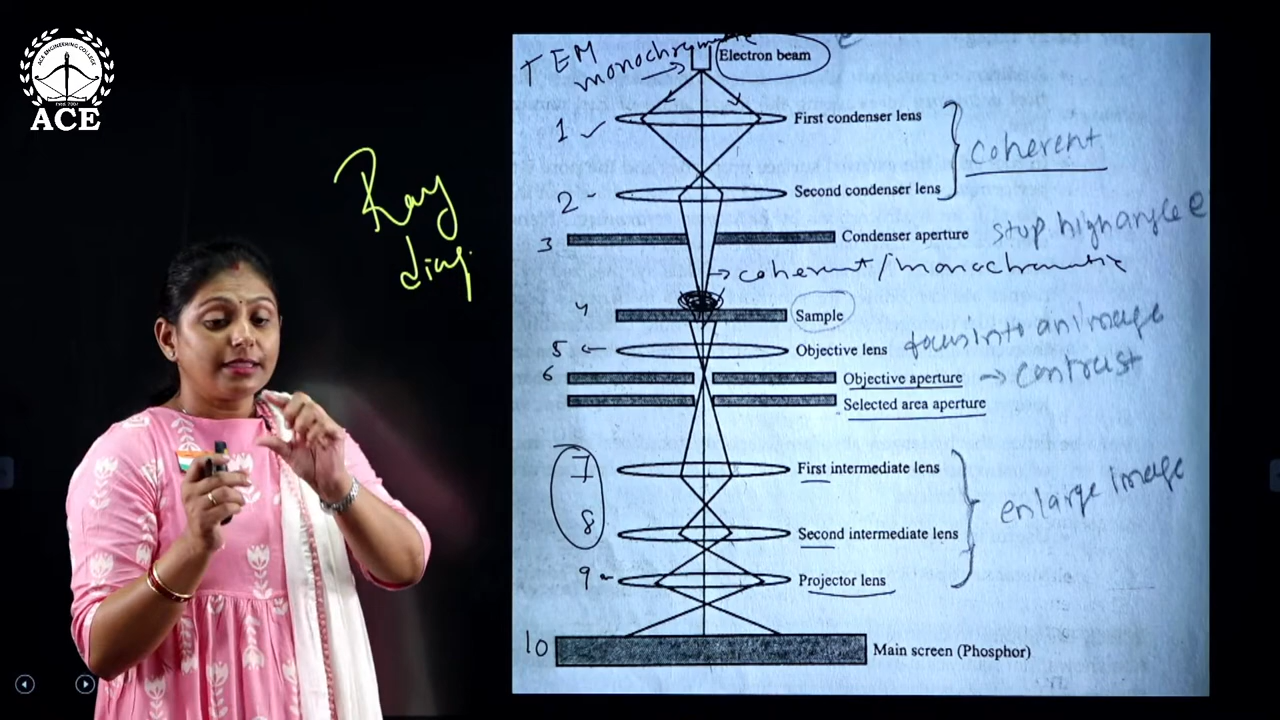 ACE ENGINEERING COLLEGE
ACE
Ray
diag.
TEM
monochromatic
Electron beam
1 First condenser lens
coherent
2 - Second condenser lens
3 Condenser aperture stop high angle e
→ coherent/monochromatic
4 Sample
5 Objective lens focus into an image
6 Objective aperture → contrast
Selected area aperture
7 First intermediate lens
enlarge image
8 Second intermediate lens
9 Projector lens
10 Main screen (Phosphor)